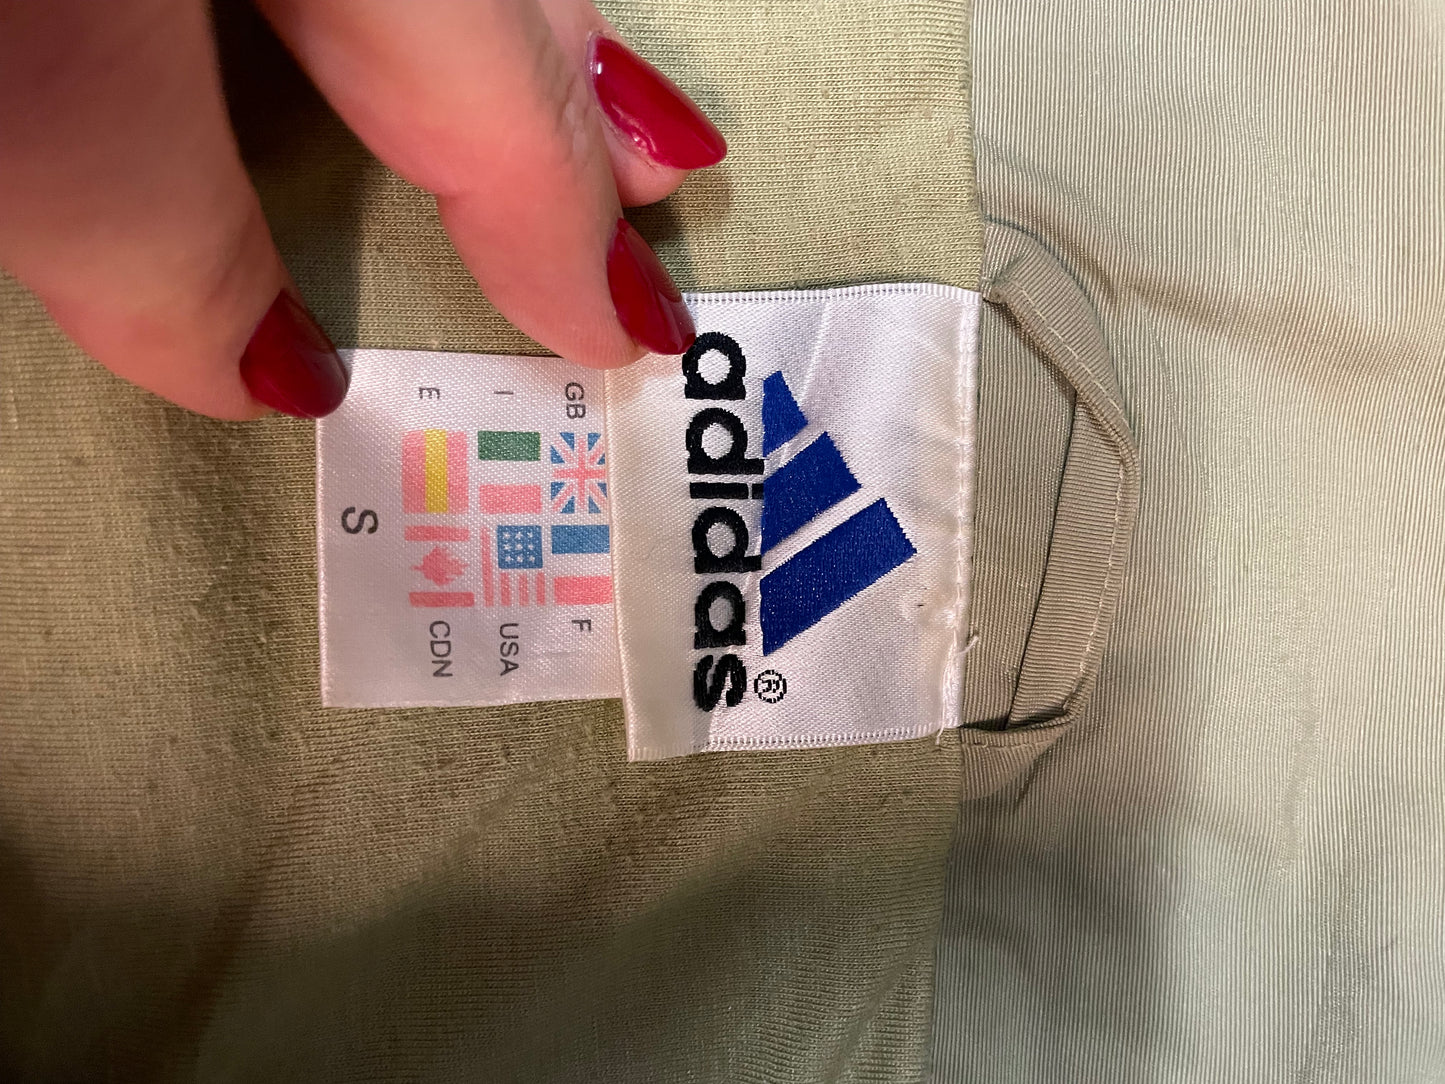 adidas®
GB F
I USA
E CDN
S